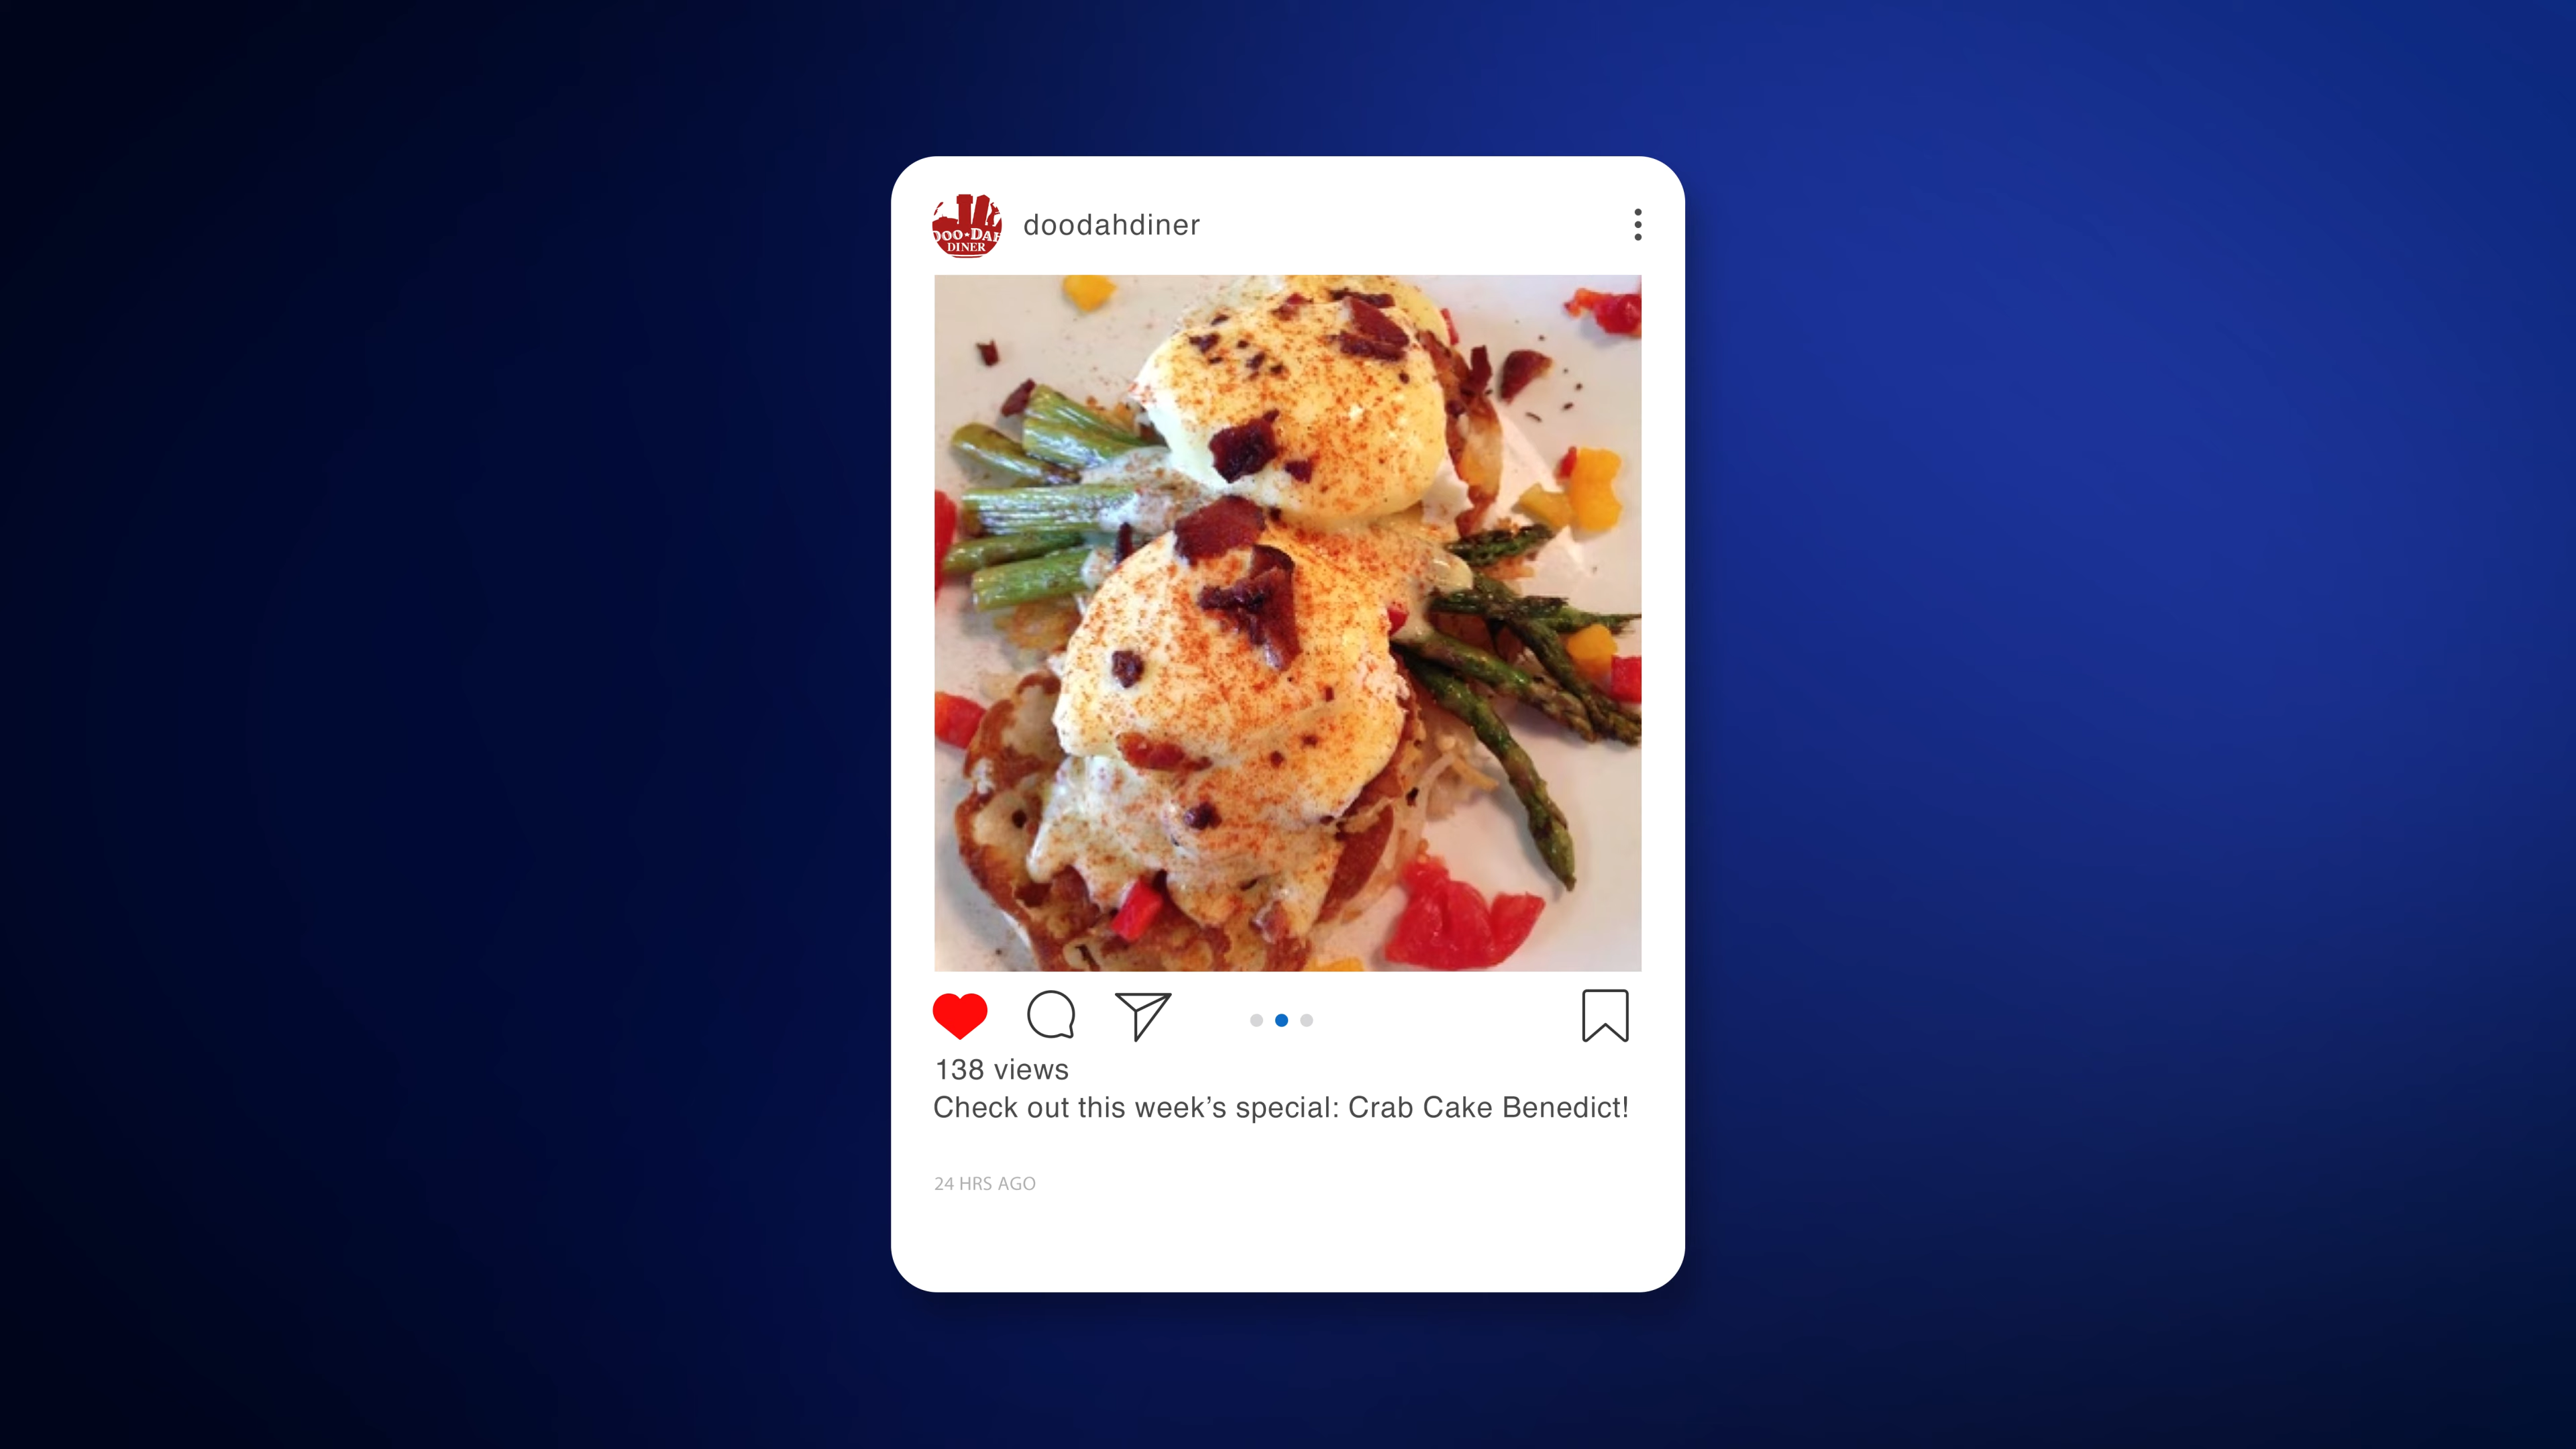 DOO★DAH
DINER
doodahdiner
138 views
Check out this week’s special: Crab Cake Benedict!
24 HRS AGO